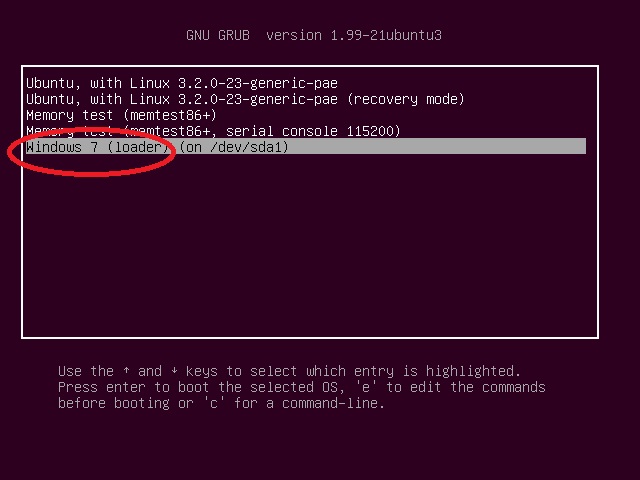 GNU GRUB  version 1.99-21ubuntu3
Ubuntu, with Linux 3.2.0-23-generic-pae
Ubuntu, with Linux 3.2.0-23-generic-pae (recovery mode)
Memory test (memtest86+)
Memory test (memtest86+, serial console 115200)
Windows 7 (loader) (on /dev/sda1)
Use the ↑ and ↓ keys to select which entry is highlighted.
Press enter to boot the selected OS, 'e' to edit the commands
before booting or 'c' for a command-line.